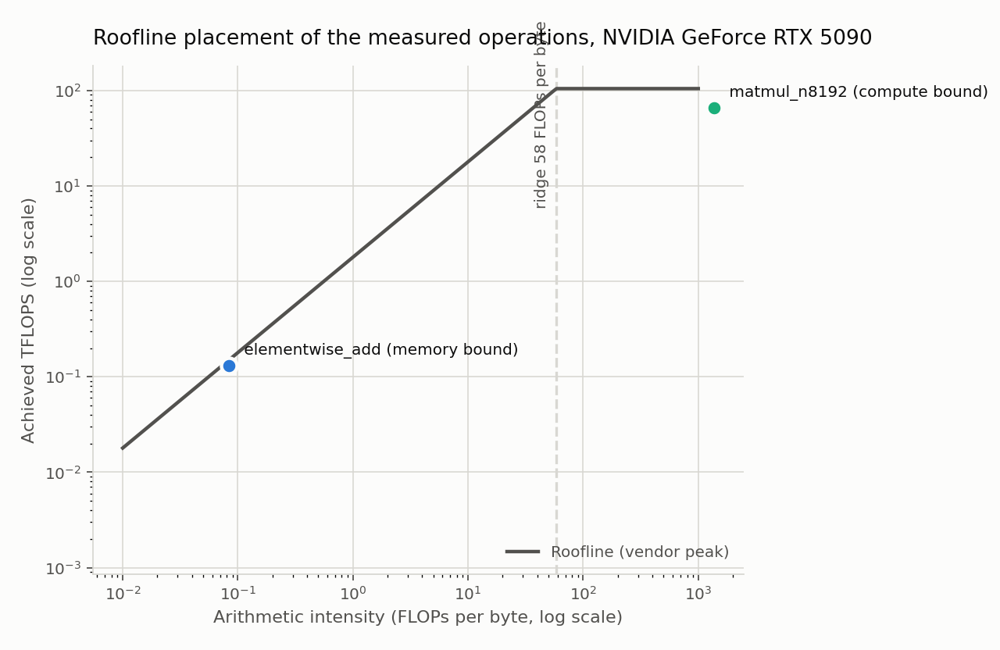 Roofline placement of the measured operations, NVIDIA GeForce RTX 5090
ridge 58 FLOPs per byte
matmul_n8192 (compute bound)
elementwise_add (memory bound)
Roofline (vendor peak)
Achieved TFLOPS (log scale)
10²
10¹
10⁰
10⁻¹
10⁻²
10⁻³
10⁻² 10⁻¹ 10⁰ 10¹ 10² 10³
Arithmetic intensity (FLOPs per byte, log scale)